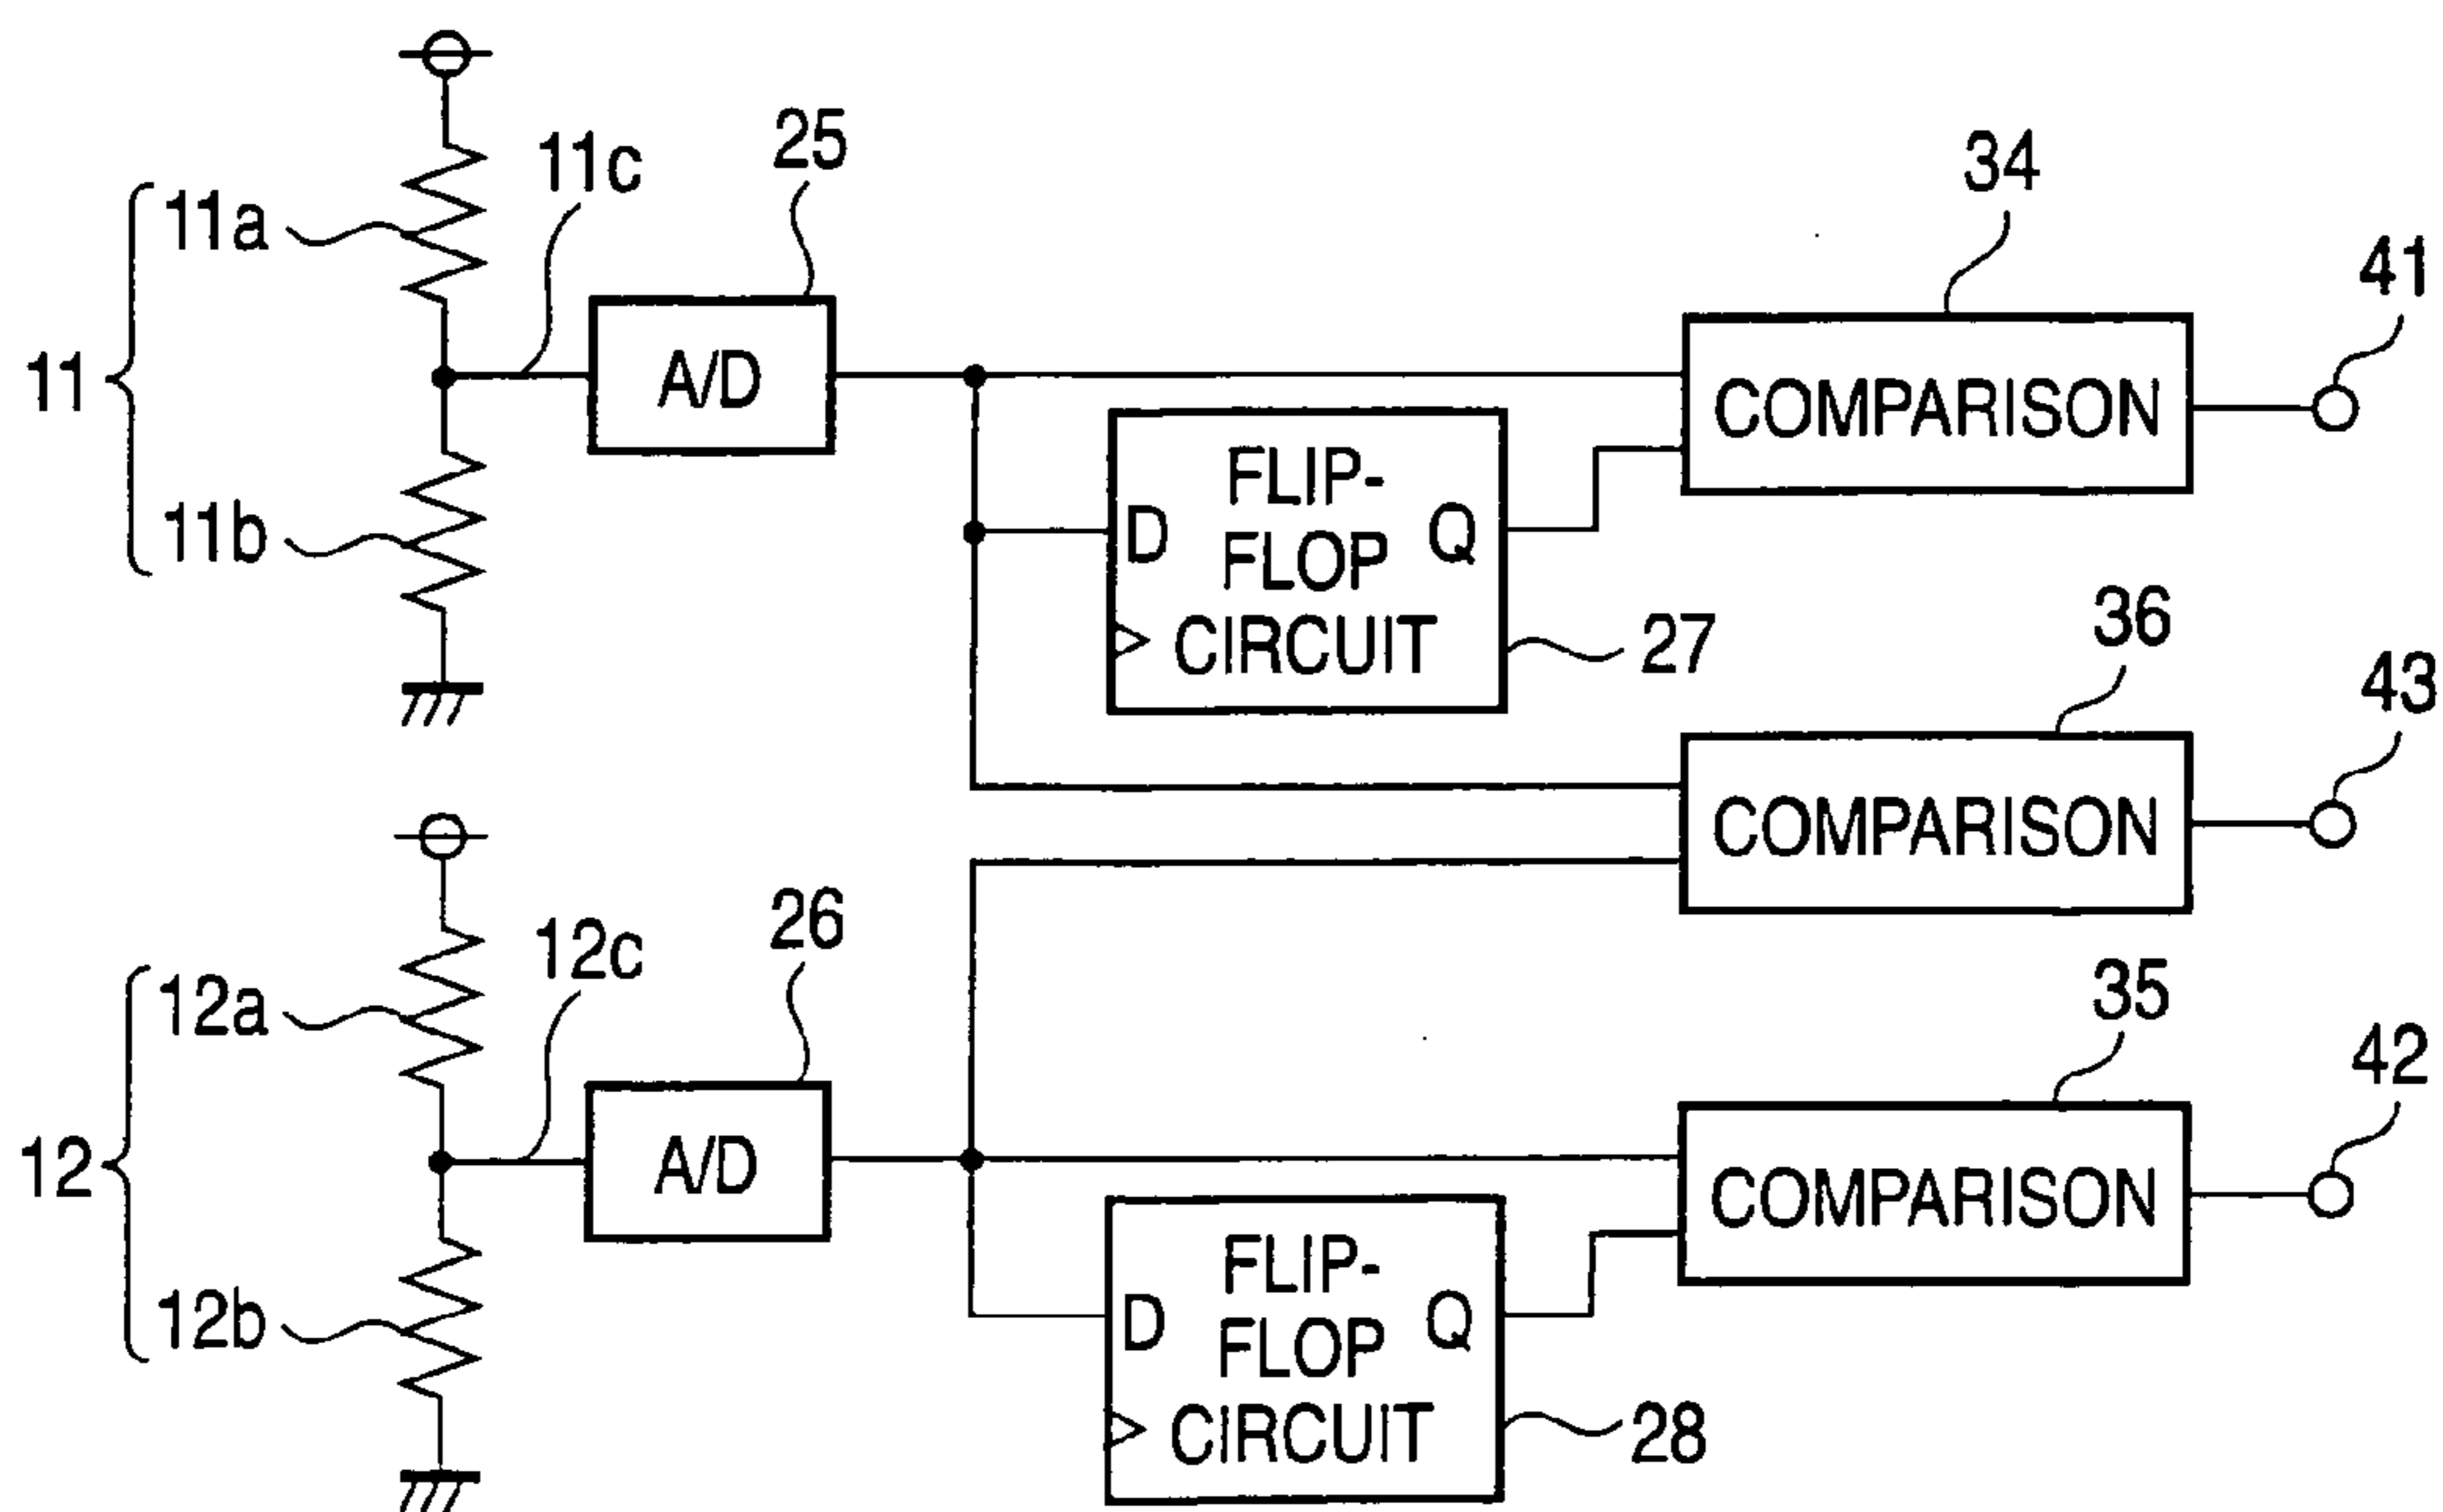 11
11a
11b
11c
25
A/D
34
COMPARISON
41
D
FLIP-
FLOP
CIRCUIT
Q
27
36
COMPARISON
43
12
12a
12b
12c
26
A/D
35
COMPARISON
42
D
FLIP-
FLOP
CIRCUIT
Q
28